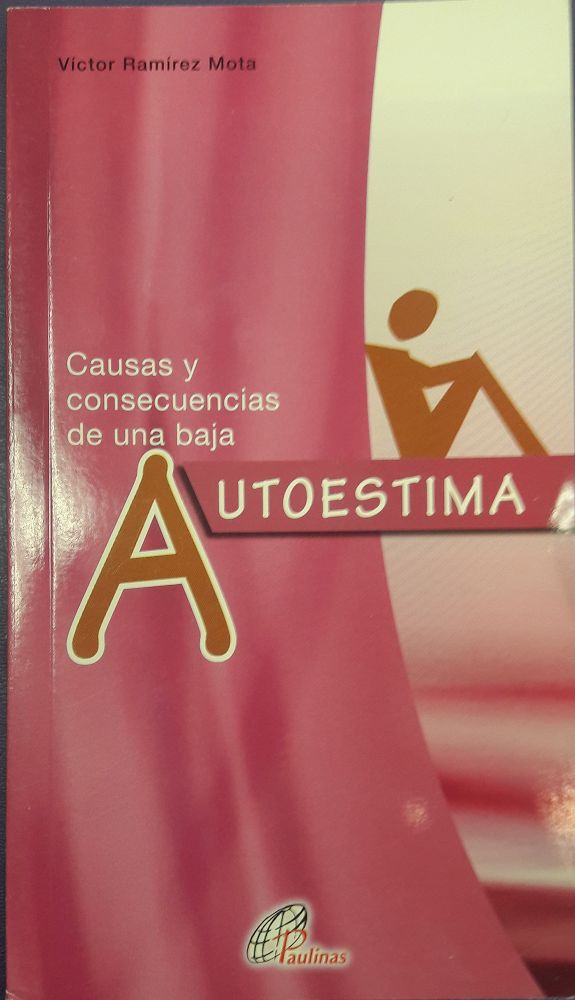 Víctor Ramírez Mota
Causas y
consecuencias
de una baja
AUTOESTIMA
Paulinas